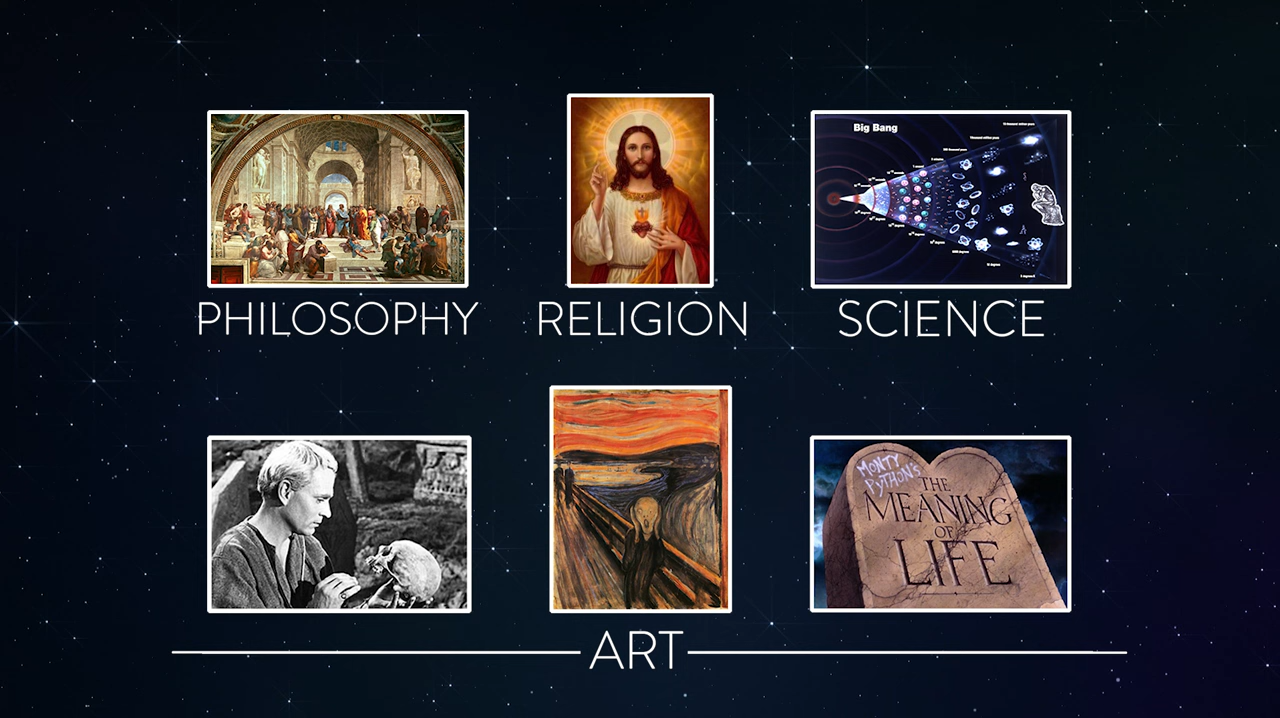 Big Bang
PHILOSOPHY
RELIGION
SCIENCE
MONTY
PYTHON'S
THE
MEANING
OF
LIFE
ART